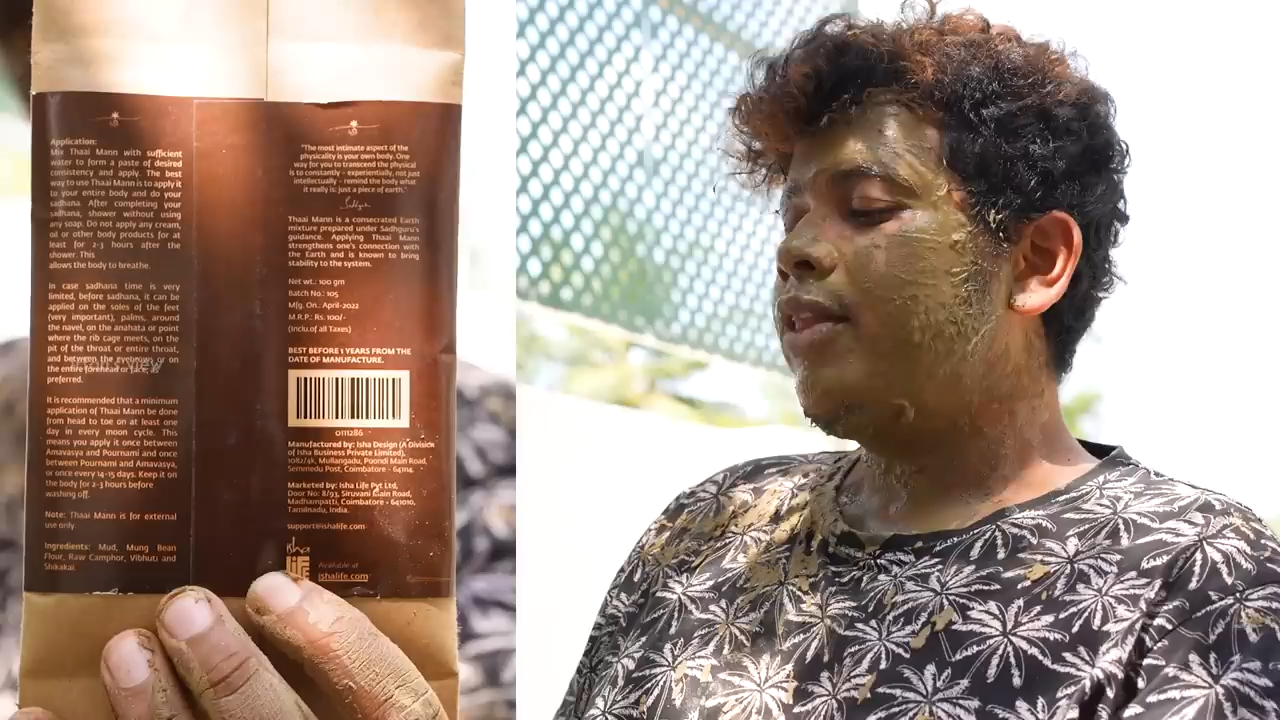 Application:
Mix Thaai Mann with sufficient
water to form a paste of desired
consistency and apply. The best
way to use Thaai Mann is to apply it
to your entire body and do your
sadhana. After completing your
sadhana, shower without using
any soap. Do not apply any cream,
oil or other body products for at
least for 2-3 hours after the
shower. This
allows the body to breathe.
In case sadhana time is very
limited, before sadhana, it can be
applied on the soles of the feet
(very important), palms, around
the navel, on the anahata or point
where the rib cage meets, on the
pit of the throat or entire throat,
and between the eyebrows or on
the entire forehead or face, as
preferred.
It is recommended that a minimum
application of Thaai Mann be done
from head to toe on at least one
day in every moon cycle. This
means you apply it once between
Amavasya and Pournami and once
between Pournami and Amavasya,
or once every 14-15 days. Keep it on
the body for 2-3 hours before
washing off.
Note: Thaai Mann is for external
use only.
Ingredients: Mud, Mung Bean
Flour, Raw Camphor, Vibhuti and
Shikakai.
"The most intimate aspect of the
physicality is your own body. One
way for you to transcend the physical
is to constantly – experientially, not just
intellectually – remind the body what
it really is: just a piece of earth."
Sadhguru
Thaai Mann is a consecrated Earth
mixture prepared under Sadhguru's
guidance. Applying Thaai Mann
strengthens one's connection with
the Earth and is known to bring
stability to the system.
Net wt.: 100 gm
Batch No.: 105
Mfg. On.: April-2022
M.R.P.: Rs. 100/-
(Inclu.of all Taxes)
BEST BEFORE 1 YEARS FROM THE
DATE OF MANUFACTURE.
0111286
Manufactured by: Isha Design (A Division
of Isha Business Private Limited),
1082/4k, Mullangadu, Poondi Main Road,
Semmedu Post, Coimbatore - 64114.
Marketed by: Isha Life Pvt Ltd,
Door No: 8/93, Siruvani Main Road,
Madhampatti, Coimbatore - 641010,
Tamilnadu, India.
support@ishalife.com
isha
LIFE
Available at
ishalife.com